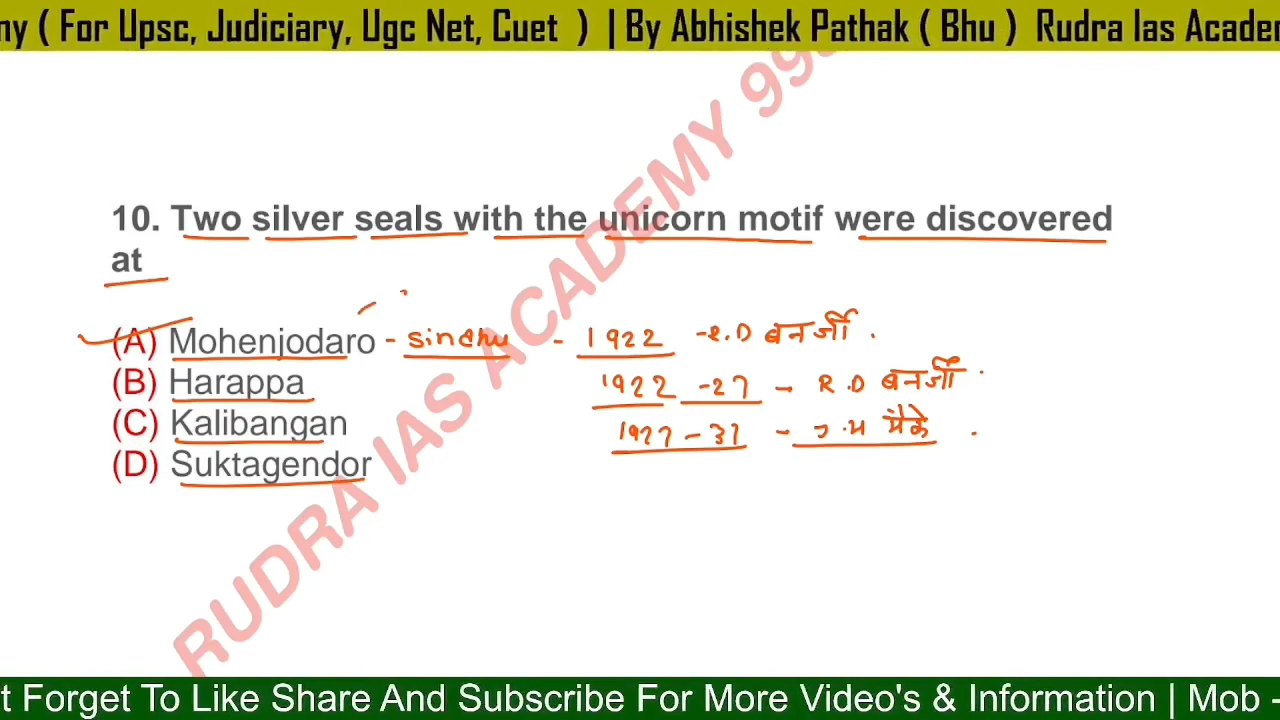 ny ( For Upsc, Judiciary, Ugc Net, Cuet ) | By Abhishek Pathak ( Bhu ) Rudra Ias Acader
RUDRA IAS ACADEMY 99
10. Two silver seals with the unicorn motif were discovered
at
(A) Mohenjodaro - sindhu - 1922 - R.D बनर्जी .
(B) Harappa 1922 - 27 - R.D बनर्जी .
(C) Kalibangan 1927 - 31 -
(D) Suktagendor
t Forget To Like Share And Subscribe For More Video's & Information | Mob -